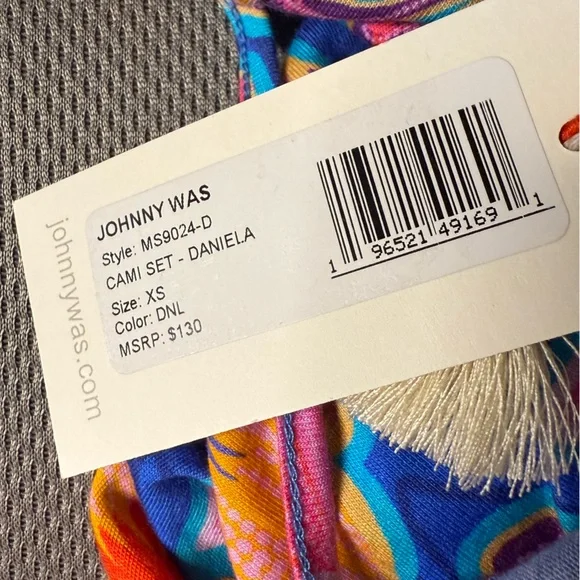 JOHNNY WAS
Style: MS9024-D
CAMI SET - DANIELA
Size: XS
Color: DNL
MSRP: $130
1 96521 49169 1
johnnywas.com